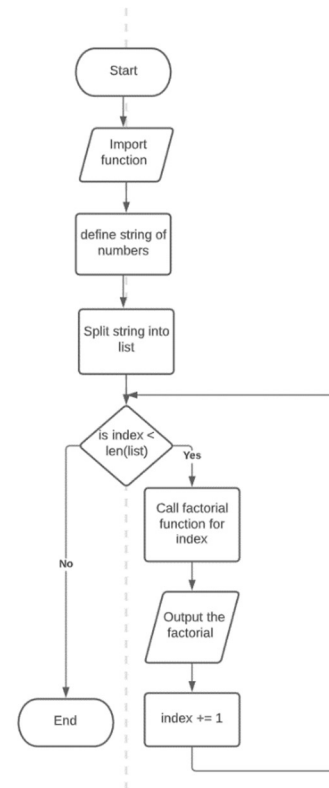 Start
Import
function
define string of
numbers
Split string into
list
is index <
len(list)
Yes
Call factorial
function for
index
No
Output the
factorial
End
index += 1